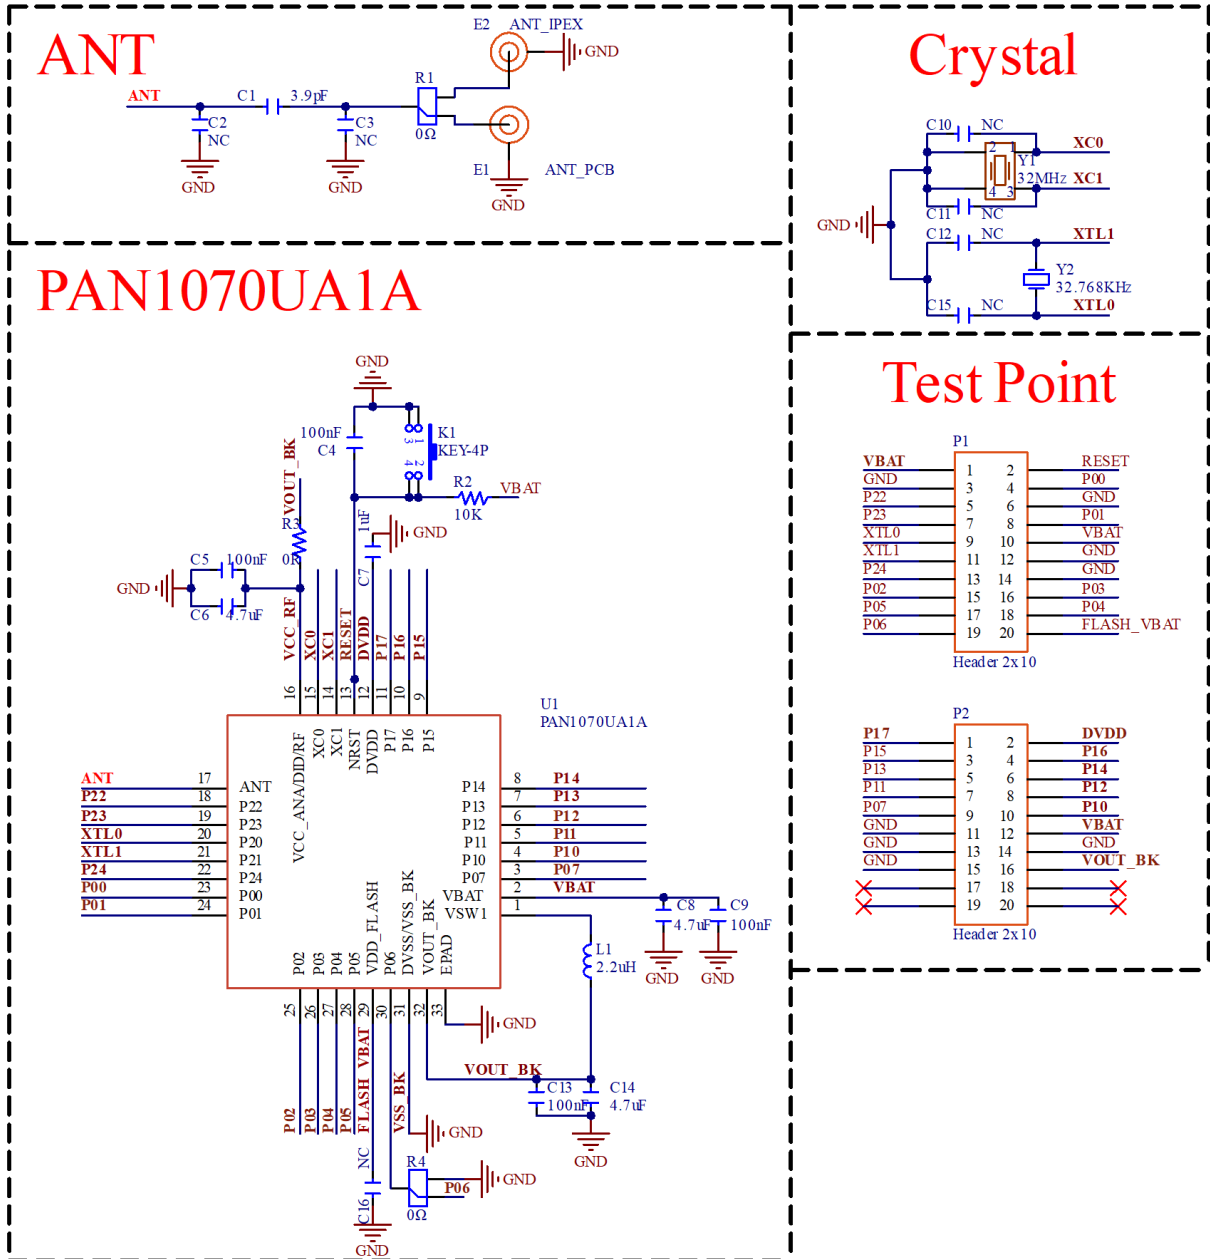 ANT
E2 ANT_IPEX
GND
R1
ANT
C1 3.9pF
C2
NC
C3
NC
0Ω
GND
GND
E1 ANT_PCB
GND
Crystal
C10 NC
XC0
2 1
Y1
32MHz
XC1
4 3
C11 NC
GND
C12 NC
XTL1
Y2
32.768KHz
C15 NC
XTL0
PAN1070UA1A
GND
100nF
C4
3 1
4 2
K1
KEY-4P
R2
10K
VBAT
VOUT_BK
R3
0R
1uF
C7
GND
C5 100nF
GND
C6 4.7uF
VCC_RF
XC0
XC1
RESET
DVDD
P17
P16
P15
16 15 14 13 12 11 10 9
VCC_ANA/DID/RF
XC0
XC1
NRST
DVDD
P17
P16
P15
U1
PAN1070UA1A
ANT 17 ANT
P22 18 P22
P23 19 P23
XTL0 20 P20
XTL1 21 P21
P24 22 P24
P00 23 P00
P01 24 P01
P14 8 P14
P13 7 P13
P12 6 P12
P11 5 P11
P10 4 P10
P07 3 P07
VBAT 2 VBAT
VSW1 1
C8
4.7uF
C9
100nF
GND
GND
L1
2.2uH
P02
P03
P04
P05
VDD_FLASH
P06
DVSS/VSS_BK
VOUT_BK
EPAD
25 26 27 28 29 30 31 32 33
GND
VOUT_BK
C13
100nF
C14
4.7uF
GND
P02
P03
P04
P05
FLASH_VBAT
VSS_BK
GND
NC
C16
GND
R4
0Ω
GND
P06
Test Point
P1
VBAT 1 2 RESET
GND 3 4 P00
P22 5 6 GND
P23 7 8 P01
XTL0 9 10 VBAT
XTL1 11 12 GND
P24 13 14 GND
P02 15 16 P03
P05 17 18 P04
P06 19 20 FLASH_VBAT
Header 2x10
P2
P17 1 2 DVDD
P15 3 4 P16
P13 5 6 P14
P11 7 8 P12
P07 9 10 P10
GND 11 12 VBAT
GND 13 14 GND
GND 15 16 VOUT_BK
17 18
19 20
Header 2x10